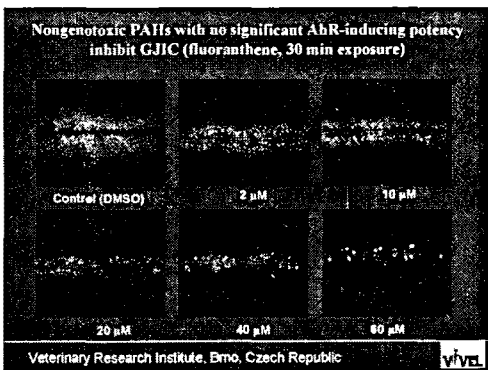 Nongenotoxic PAHs with no significant AhR-inducing potency
inhibit GJIC (fluoranthene, 30 min exposure)
Control (DMSO)
2 µM
10 µM
20 µM
40 µM
60 µM
Veterinary Research Institute, Brno, Czech Republic